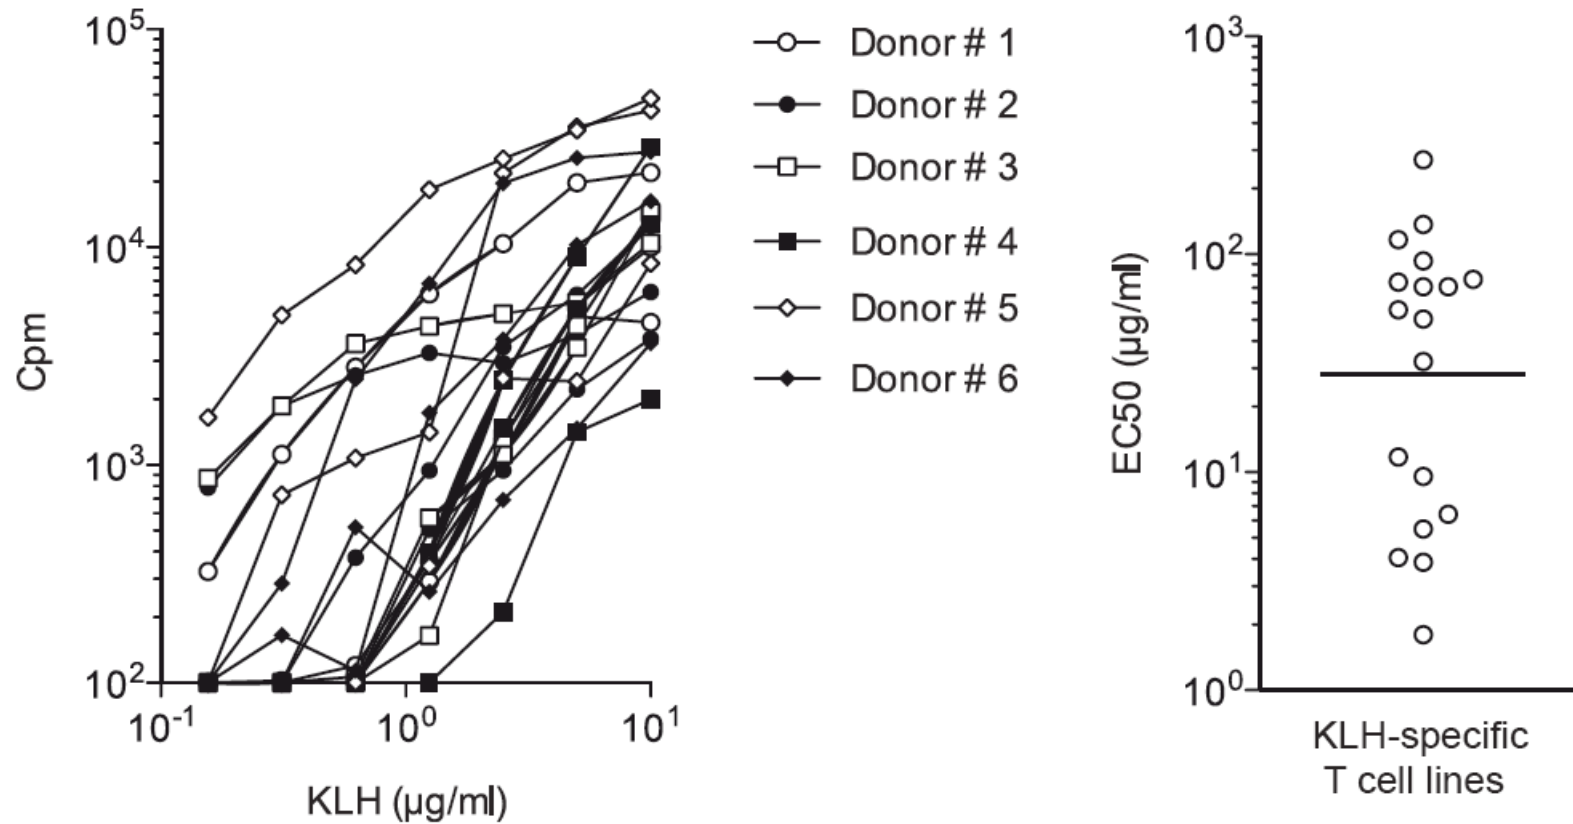 10^5
10^4
10^3
10^2
10^-1
10^0
10^1
Cpm
KLH (μg/ml)
Donor # 1
Donor # 2
Donor # 3
Donor # 4
Donor # 5
Donor # 6
10^3
10^2
10^1
10^0
EC50 (μg/ml)
KLH-specific
T cell lines